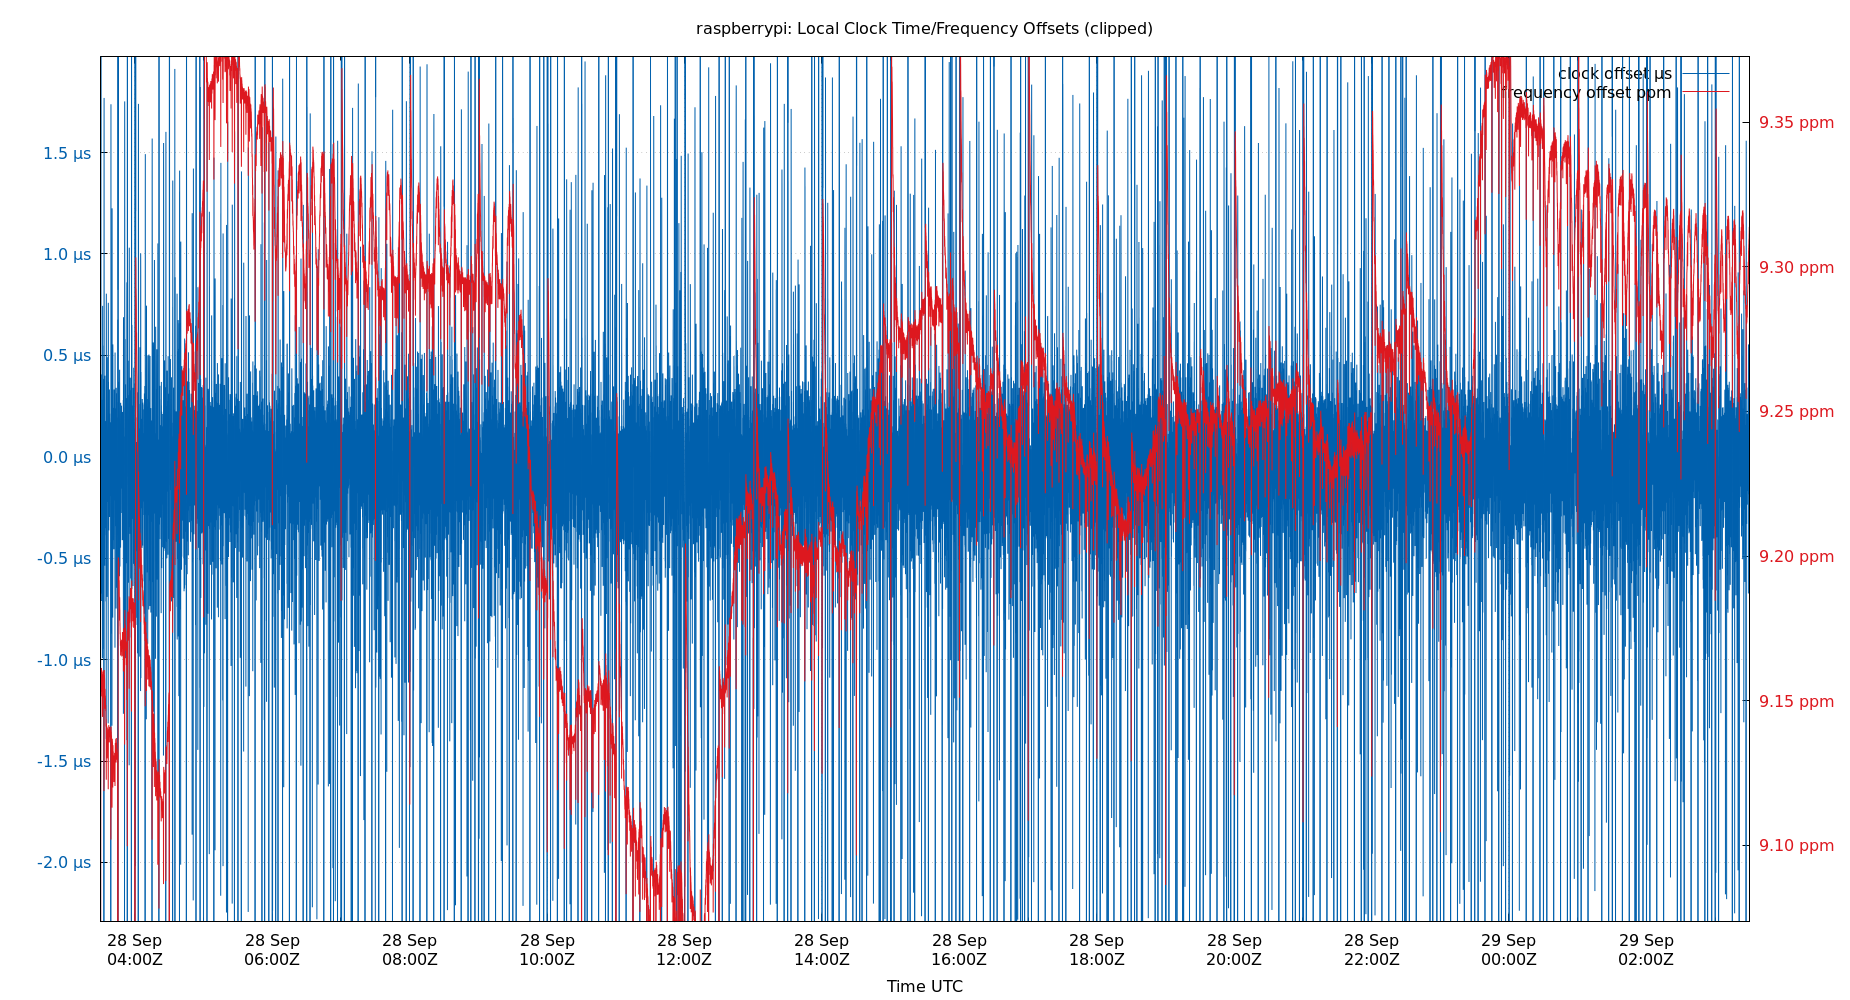 raspberrypi: Local Clock Time/Frequency Offsets (clipped)
clock offset µs
frequency offset ppm
1.5 µs
1.0 µs
0.5 µs
0.0 µs
-0.5 µs
-1.0 µs
-1.5 µs
-2.0 µs
9.35 ppm
9.30 ppm
9.25 ppm
9.20 ppm
9.15 ppm
9.10 ppm
28 Sep 28 Sep 28 Sep 28 Sep 28 Sep 28 Sep 28 Sep 28 Sep 28 Sep 28 Sep 29 Sep 29 Sep
04:00Z 06:00Z 08:00Z 10:00Z 12:00Z 14:00Z 16:00Z 18:00Z 20:00Z 22:00Z 00:00Z 02:00Z
Time UTC